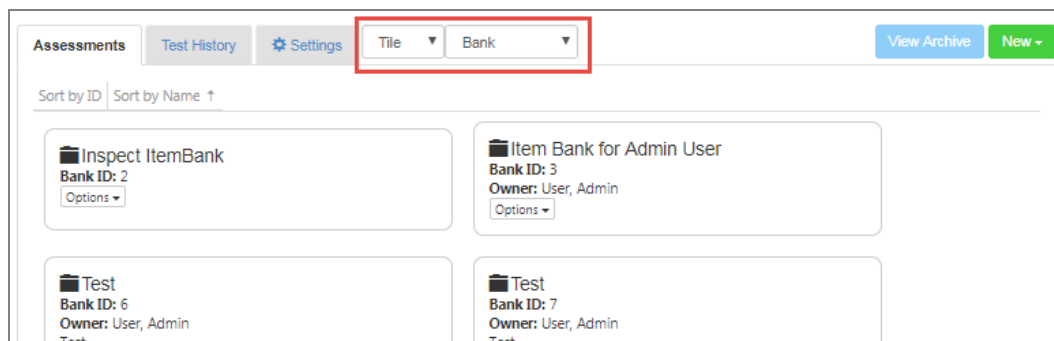 Assessments Test History Settings Tile Bank View Archive New
Sort by ID Sort by Name ↑
Inspect ItemBank
Bank ID: 2
Options
Item Bank for Admin User
Bank ID: 3
Owner: User, Admin
Options
Test
Bank ID: 6
Owner: User, Admin
Test
Test
Bank ID: 7
Owner: User, Admin
Test